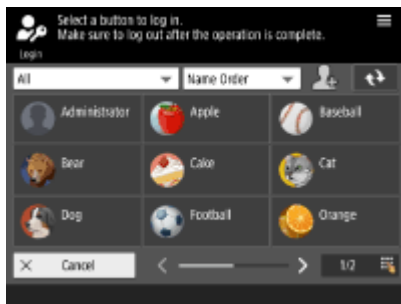 Select a button to log in.
Make sure to log out after the operation is complete.
Login
All
Name Order
Administrator
Apple
Baseball
Bear
Cake
Cat
Dog
Football
Orange
Cancel
1/2